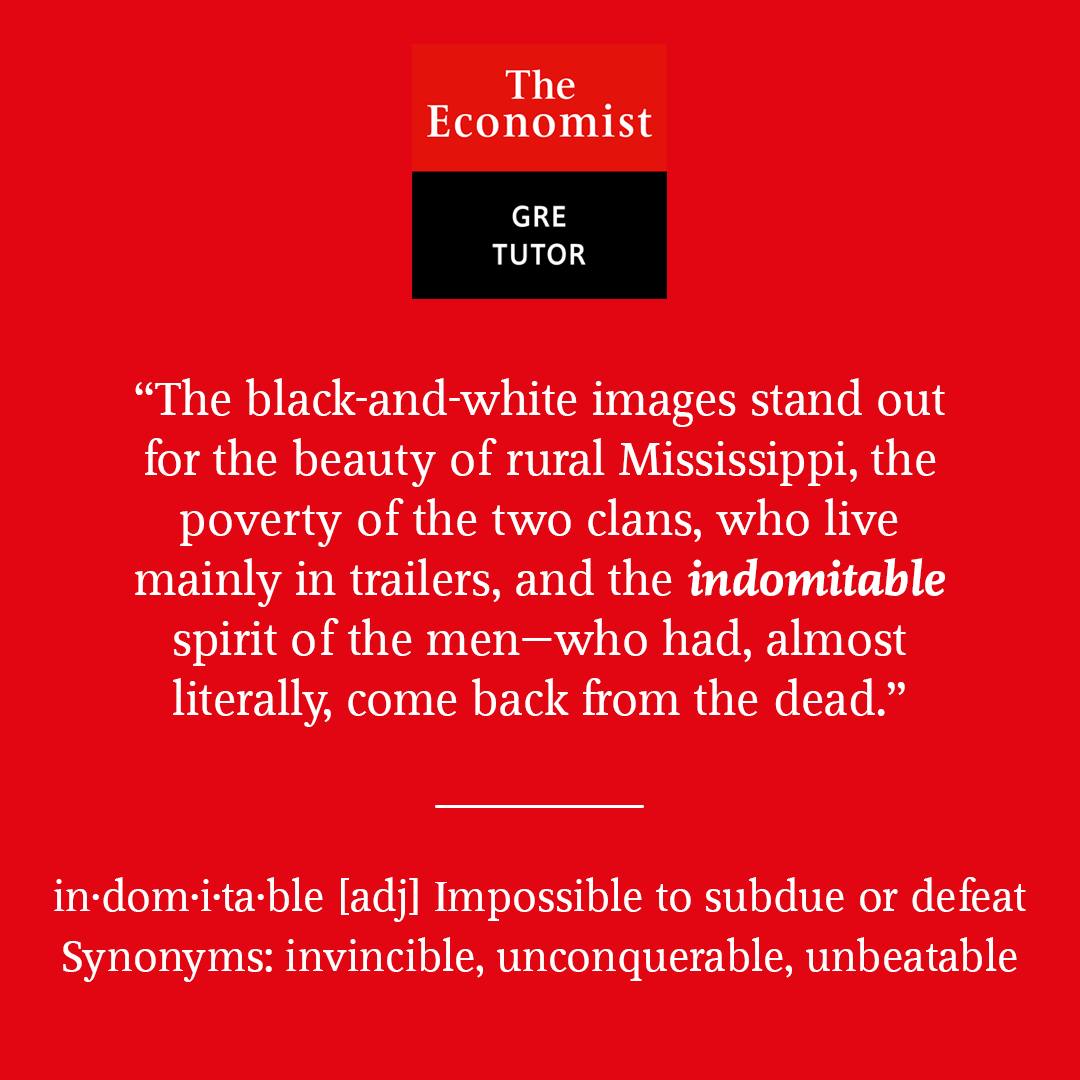 The
Economist
GRE
TUTOR
“The black-and-white images stand out
for the beauty of rural Mississippi, the
poverty of the two clans, who live
mainly in trailers, and the indomitable
spirit of the men—who had, almost
literally, come back from the dead.”
in·dom·i·ta·ble [adj] Impossible to subdue or defeat
Synonyms: invincible, unconquerable, unbeatable